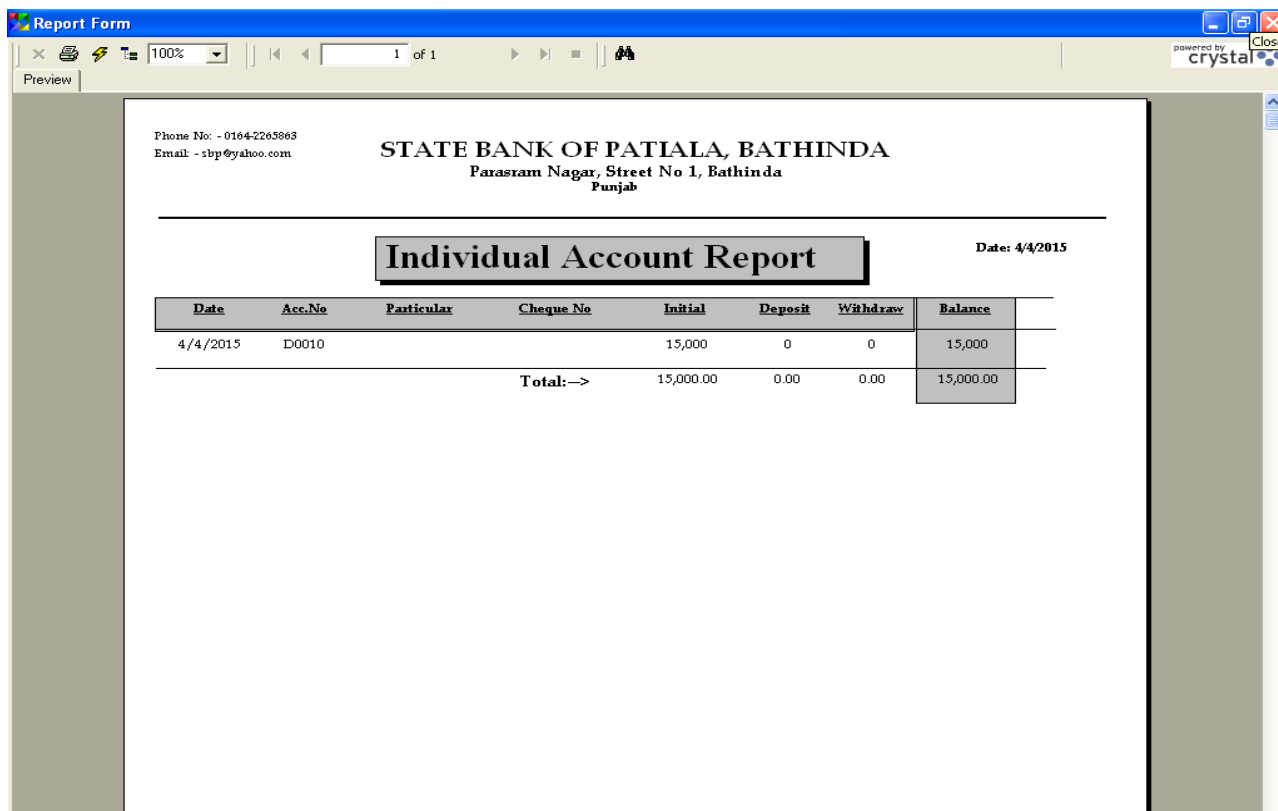 Report Form
Close
100% 1 of 1
powered by
crystal
Preview
Phone No: - 0164-2265863
Email: - sbp@yahoo.com
STATE BANK OF PATIALA, BATHINDA
Parasram Nagar, Street No 1, Bathinda
Punjab
Individual Account Report
Date: 4/4/2015
Date Acc.No Particular Cheque No Initial Deposit Withdraw Balance
4/4/2015 D0010 15,000 0 0 15,000
Total:--> 15,000.00 0.00 0.00 15,000.00